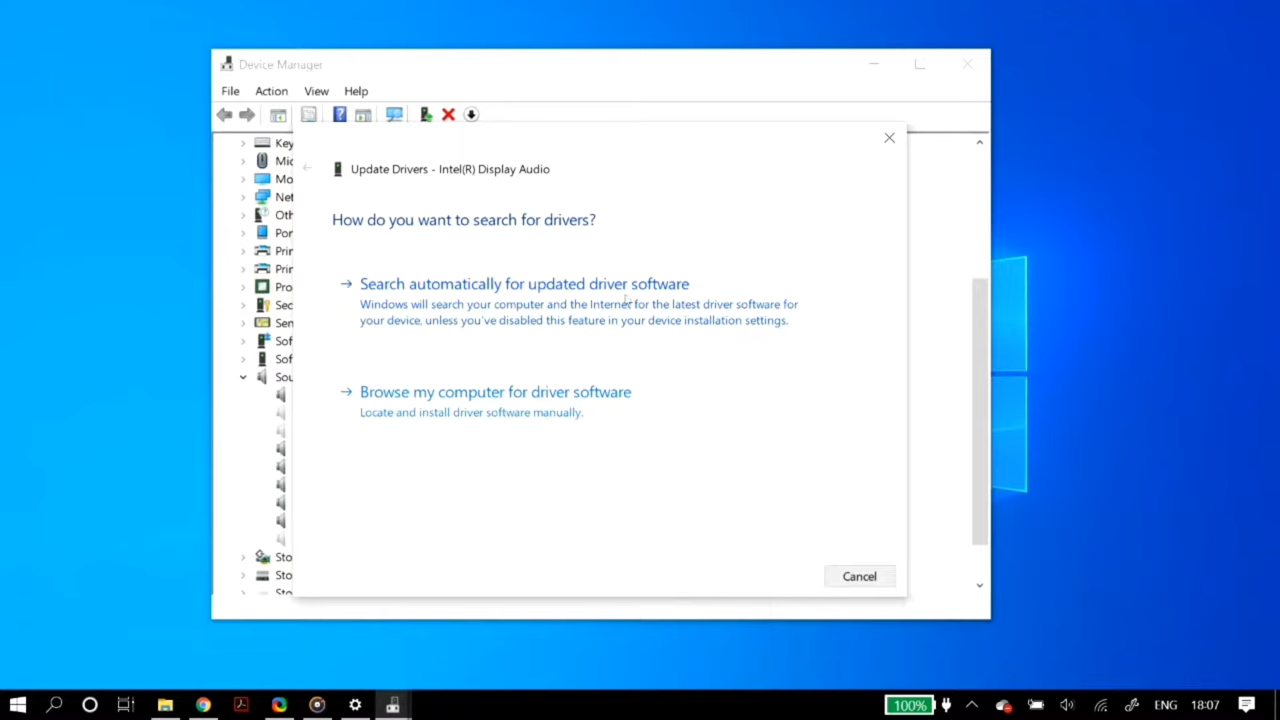 Device Manager
File Action View Help
Update Drivers - Intel(R) Display Audio
How do you want to search for drivers?
Search automatically for updated driver software
Windows will search your computer and the Internet for the latest driver software for
your device, unless you've disabled this feature in your device installation settings.
Browse my computer for driver software
Locate and install driver software manually.
Cancel
Key
Mic
Mo
Net
Oth
Por
Prin
Prin
Pro
Sec
Sen
Sof
Sof
Sou
Sto
Sto
100% ENG 18:07